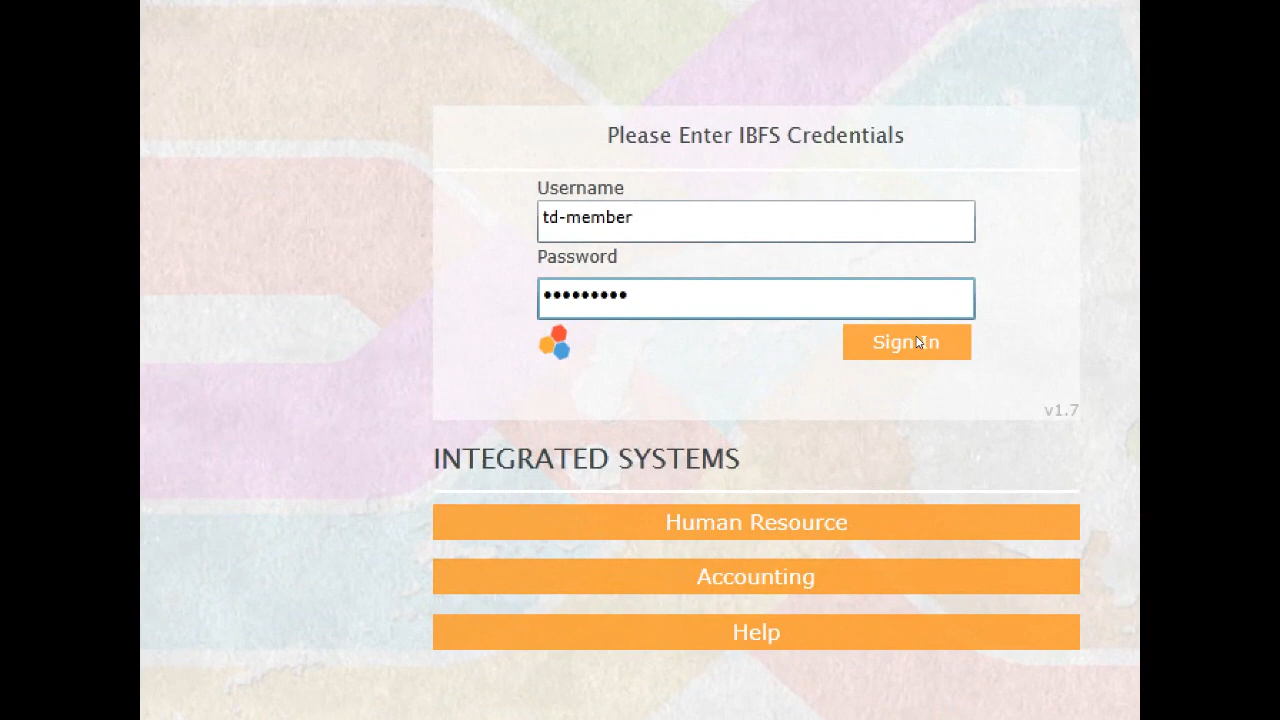 Please Enter IBFS Credentials
Username
td-member
Password
•••••••••
Sign In
v1.7
INTEGRATED SYSTEMS
Human Resource
Accounting
Help